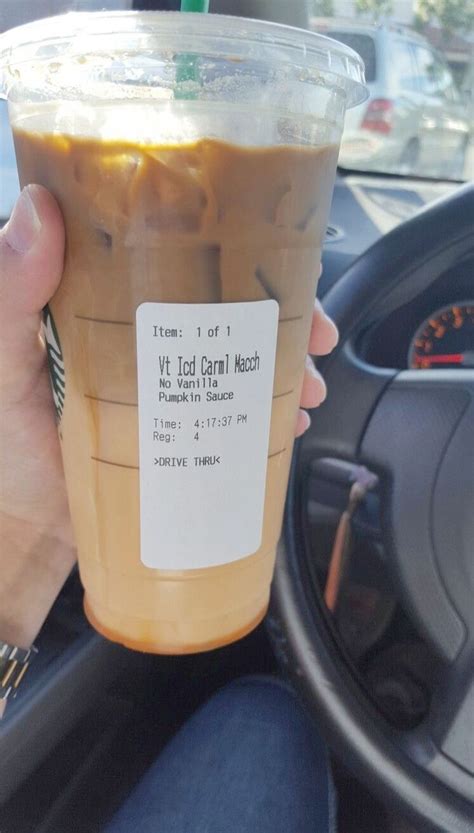 Item: 1 of 1
Vt Icd Carml Macch
No Vanilla
Pumpkin Sauce
Time: 4:17:37 PM
Reg: 4
>DRIVE THRU<